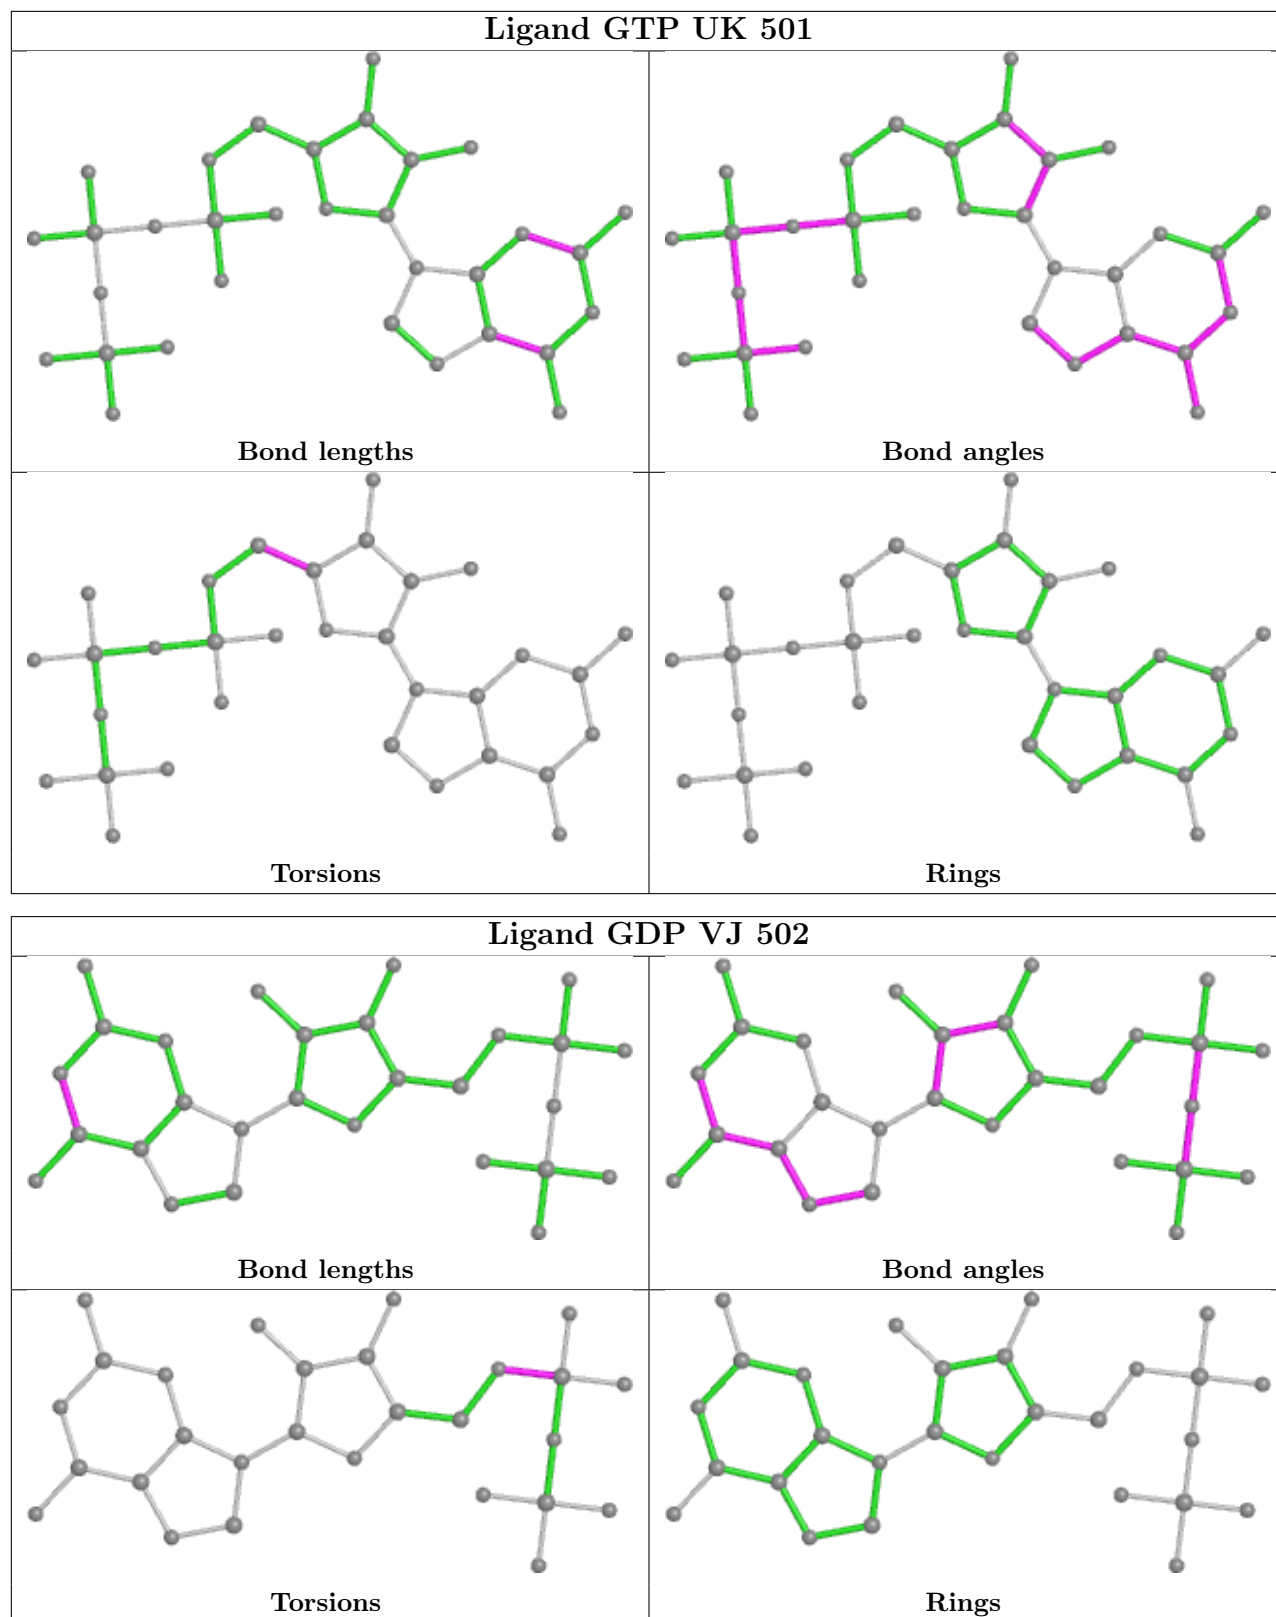 Ligand GTP UK 501
Bond lengths
Bond angles
Torsions
Rings
Ligand GDP VJ 502
Bond lengths
Bond angles
Torsions
Rings